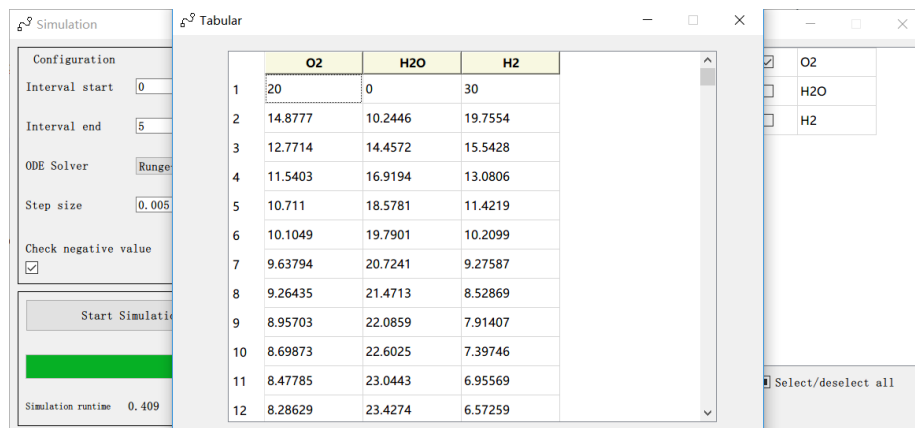 Simulation
Configuration
Interval start 0
Interval end 5
ODE Solver Runge-
Step size 0.005
Check negative value
Start Simulatio
Simulation runtime 0.409
Tabular
O2 H2O H2
1 20 0 30
2 14.8777 10.2446 19.7554
3 12.7714 14.4572 15.5428
4 11.5403 16.9194 13.0806
5 10.711 18.5781 11.4219
6 10.1049 19.7901 10.2099
7 9.63794 20.7241 9.27587
8 9.26435 21.4713 8.52869
9 8.95703 22.0859 7.91407
10 8.69873 22.6025 7.39746
11 8.47785 23.0443 6.95569
12 8.28629 23.4274 6.57259
O2
H2O
H2
Select/deselect all